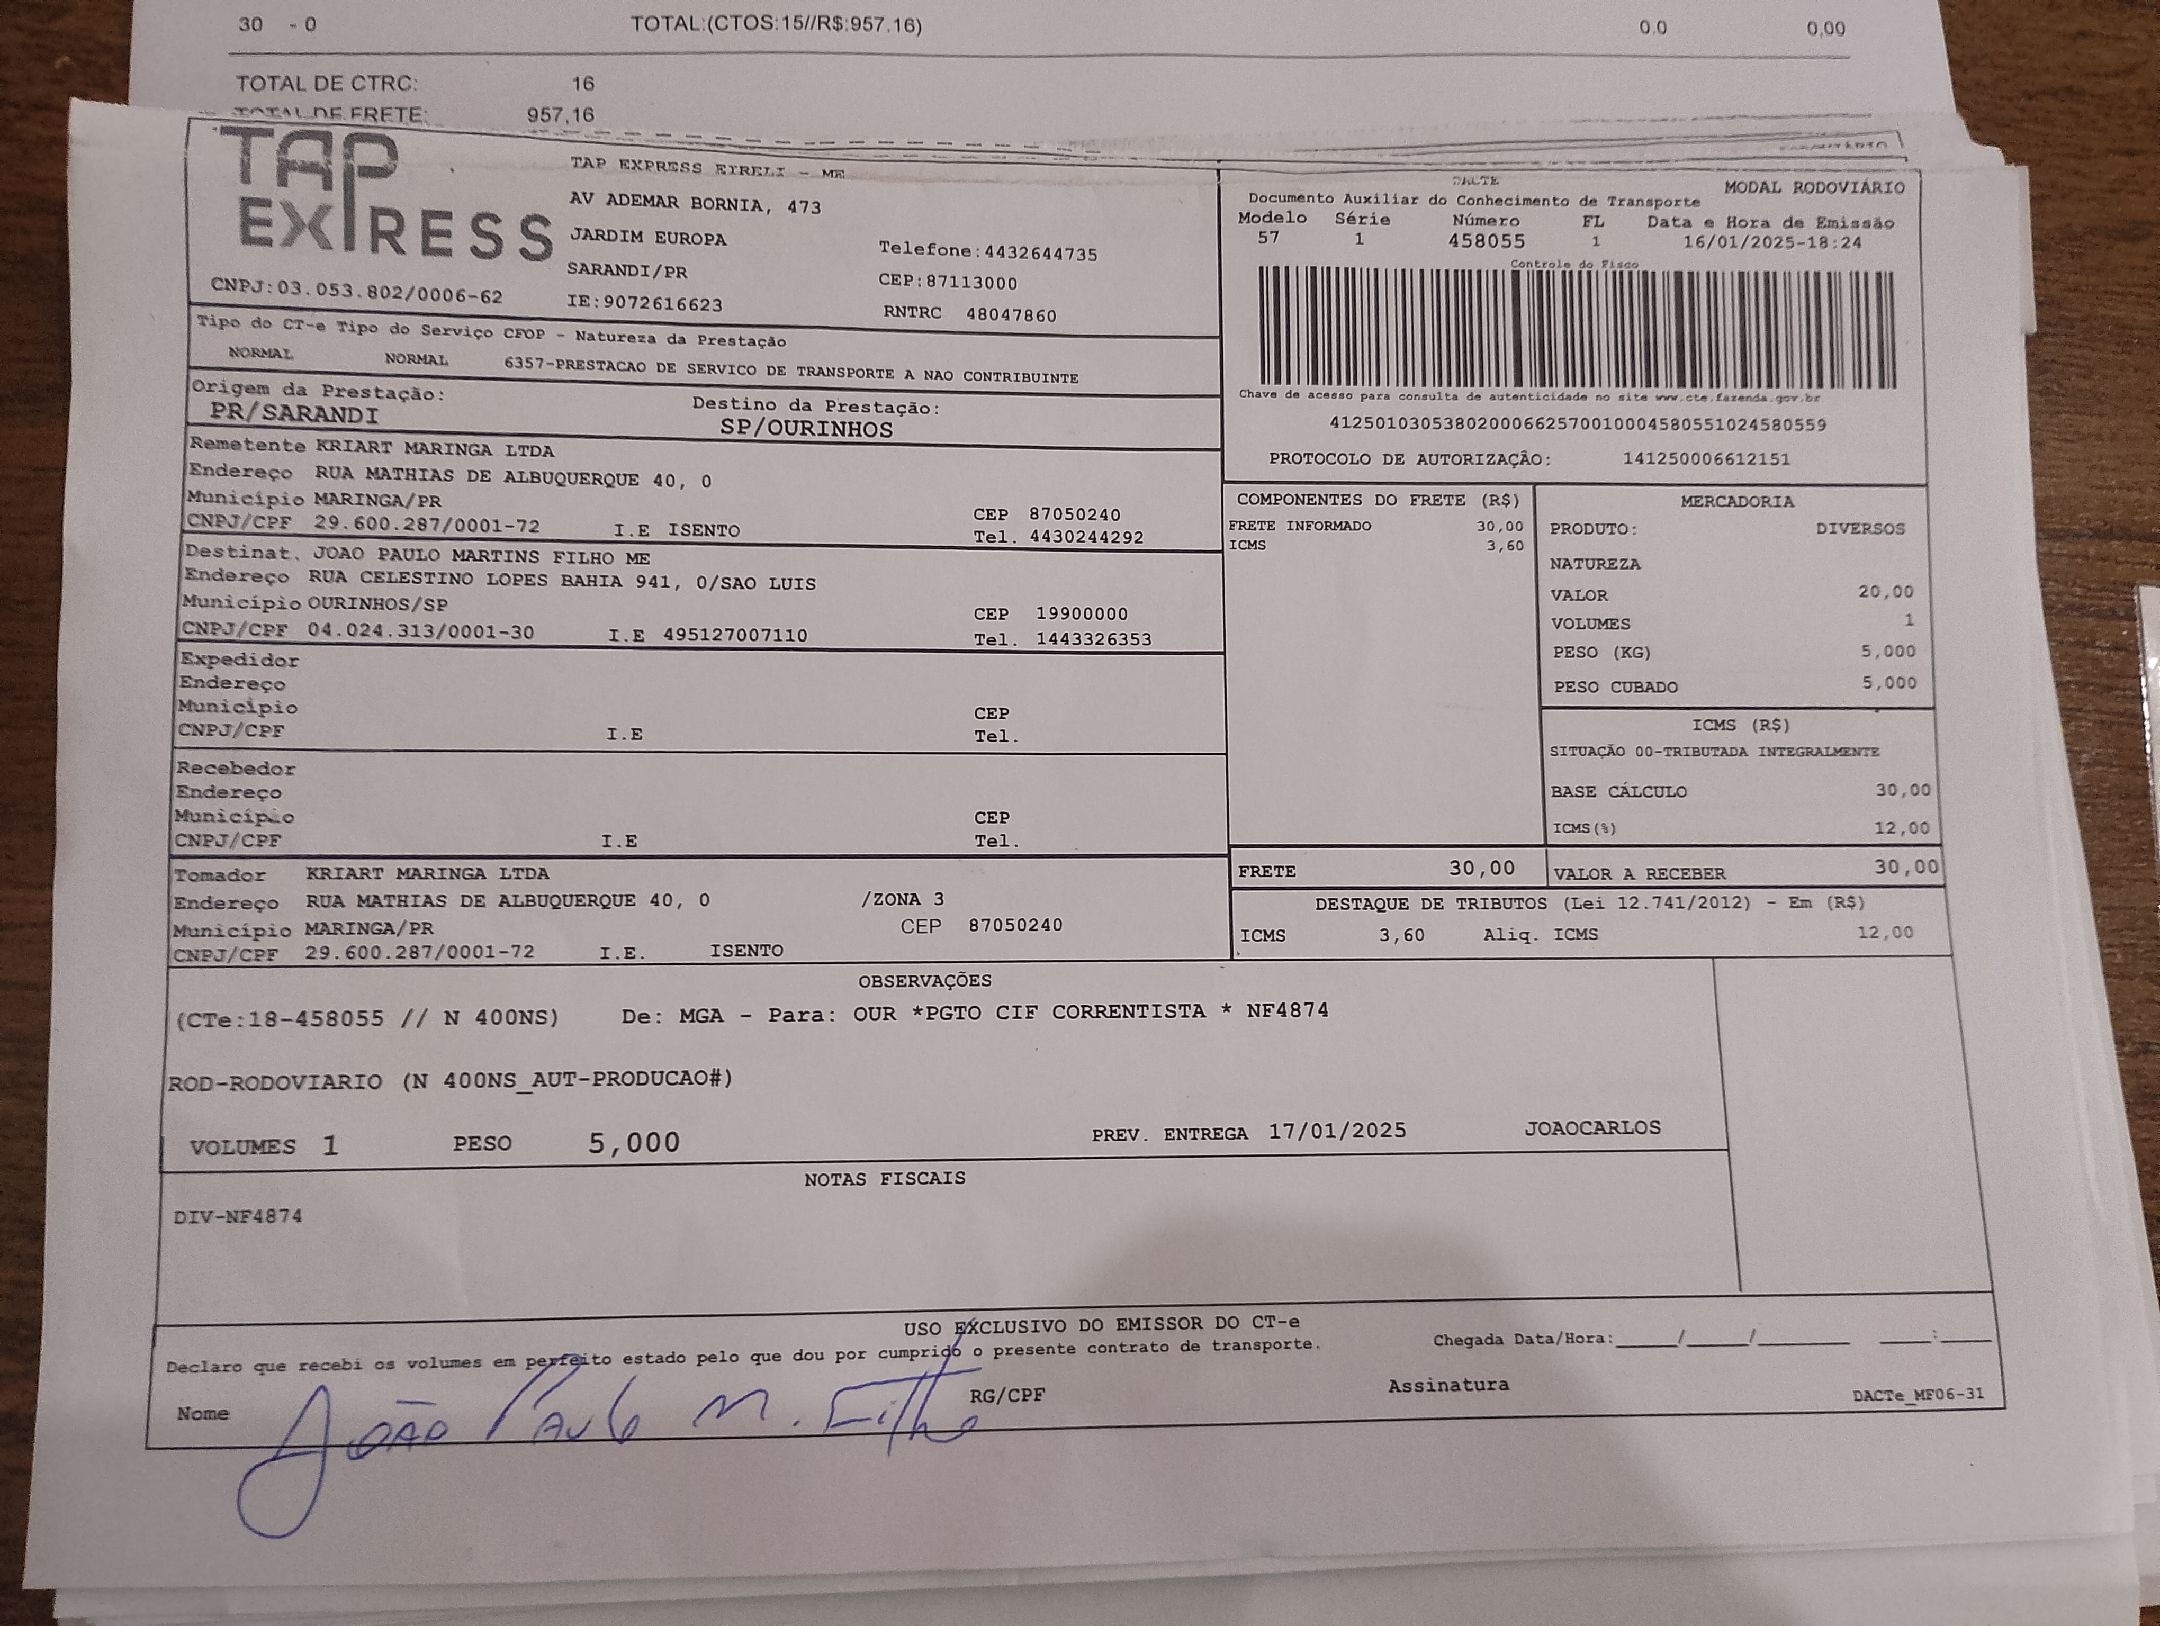 30 - 0 TOTAL:(CTOS:15//R$:957,16) 0.0 0,00
TOTAL DE CTRC: 16
TOTAL DE FRETE: 957,16
TAP EXPRESS
TAP EXPRESS EIRELI - ME
AV ADEMAR BORNIA, 473
JARDIM EUROPA Telefone:4432644735
SARANDI/PR CEP:87113000
CNPJ:03.053.802/0006-62 IE:9072616623 RNTRC 48047860
DACTE MODAL RODOVIÁRIO
Documento Auxiliar do Conhecimento de Transporte
Modelo Série Número FL Data e Hora de Emissão
57 1 458055 1 16/01/2025-18:24
Controle do Fisco
Chave de acesso para consulta de autenticidade no site www.cte.fazenda.gov.br
41250103053802000662570010004580551024580559
PROTOCOLO DE AUTORIZAÇÃO: 141250006612151
Tipo do CT-e Tipo do Serviço CFOP - Natureza da Prestação
NORMAL NORMAL 6357-PRESTACAO DE SERVICO DE TRANSPORTE A NAO CONTRIBUINTE
Origem da Prestação: Destino da Prestação:
PR/SARANDI SP/OURINHOS
Remetente KRIART MARINGA LTDA
Endereço RUA MATHIAS DE ALBUQUERQUE 40, 0
Município MARINGA/PR CEP 87050240
CNPJ/CPF 29.600.287/0001-72 I.E ISENTO Tel. 4430244292
Destinat. JOAO PAULO MARTINS FILHO ME
Endereço RUA CELESTINO LOPES BAHIA 941, 0/SAO LUIS
Município OURINHOS/SP CEP 19900000
CNPJ/CPF 04.024.313/0001-30 I.E 495127007110 Tel. 1443326353
Expedidor
Endereço
Município CEP
CNPJ/CPF I.E Tel.
Recebedor
Endereço
Município CEP
CNPJ/CPF I.E Tel.
Tomador KRIART MARINGA LTDA
Endereço RUA MATHIAS DE ALBUQUERQUE 40, 0 /ZONA 3
Município MARINGA/PR CEP 87050240
CNPJ/CPF 29.600.287/0001-72 I.E. ISENTO
COMPONENTES DO FRETE (R$)
FRETE INFORMADO 30,00
ICMS 3,60
MERCADORIA
PRODUTO: DIVERSOS
NATUREZA
VALOR 20,00
VOLUMES 1
PESO (KG) 5,000
PESO CUBADO 5,000
ICMS (R$)
SITUAÇÃO 00-TRIBUTADA INTEGRALMENTE
BASE CÁLCULO 30,00
ICMS(%) 12,00
FRETE 30,00 VALOR A RECEBER 30,00
DESTAQUE DE TRIBUTOS (Lei 12.741/2012) - Em (R$)
ICMS 3,60 Aliq. ICMS 12,00
OBSERVAÇÕES
(CTe:18-458055 // N 400NS) De: MGA - Para: OUR *PGTO CIF CORRENTISTA * NF4874
ROD-RODOVIARIO (N 400NS_AUT-PRODUCAO#)
VOLUMES 1 PESO 5,000 PREV. ENTREGA 17/01/2025 JOAOCARLOS
NOTAS FISCAIS
DIV-NF4874
USO EXCLUSIVO DO EMISSOR DO CT-e
Declaro que recebi os volumes em perfeito estado pelo que dou por cumprido o presente contrato de transporte. Chegada Data/Hora:_____/_____/________ ____:____
Nome João Paulo M. Filho RG/CPF Assinatura DACTe_MF06-31